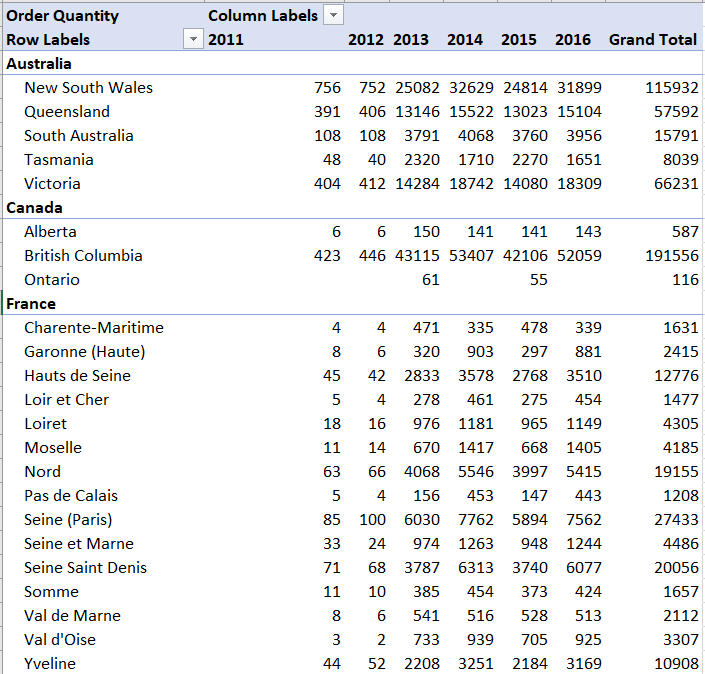 Order Quantity Column Labels
Row Labels 2011 2012 2013 2014 2015 2016 Grand Total
Australia
New South Wales 756 752 25082 32629 24814 31899 115932
Queensland 391 406 13146 15522 13023 15104 57592
South Australia 108 108 3791 4068 3760 3956 15791
Tasmania 48 40 2320 1710 2270 1651 8039
Victoria 404 412 14284 18742 14080 18309 66231
Canada
Alberta 6 6 150 141 141 143 587
British Columbia 423 446 43115 53407 42106 52059 191556
Ontario 61 55 116
France
Charente-Maritime 4 4 471 335 478 339 1631
Garonne (Haute) 8 6 320 903 297 881 2415
Hauts de Seine 45 42 2833 3578 2768 3510 12776
Loir et Cher 5 4 278 461 275 454 1477
Loiret 18 16 976 1181 965 1149 4305
Moselle 11 14 670 1417 668 1405 4185
Nord 63 66 4068 5546 3997 5415 19155
Pas de Calais 5 4 156 453 147 443 1208
Seine (Paris) 85 100 6030 7762 5894 7562 27433
Seine et Marne 33 24 974 1263 948 1244 4486
Seine Saint Denis 71 68 3787 6313 3740 6077 20056
Somme 11 10 385 454 373 424 1657
Val de Marne 8 6 541 516 528 513 2112
Val d'Oise 3 2 733 939 705 925 3307
Yveline 44 52 2208 3251 2184 3169 10908